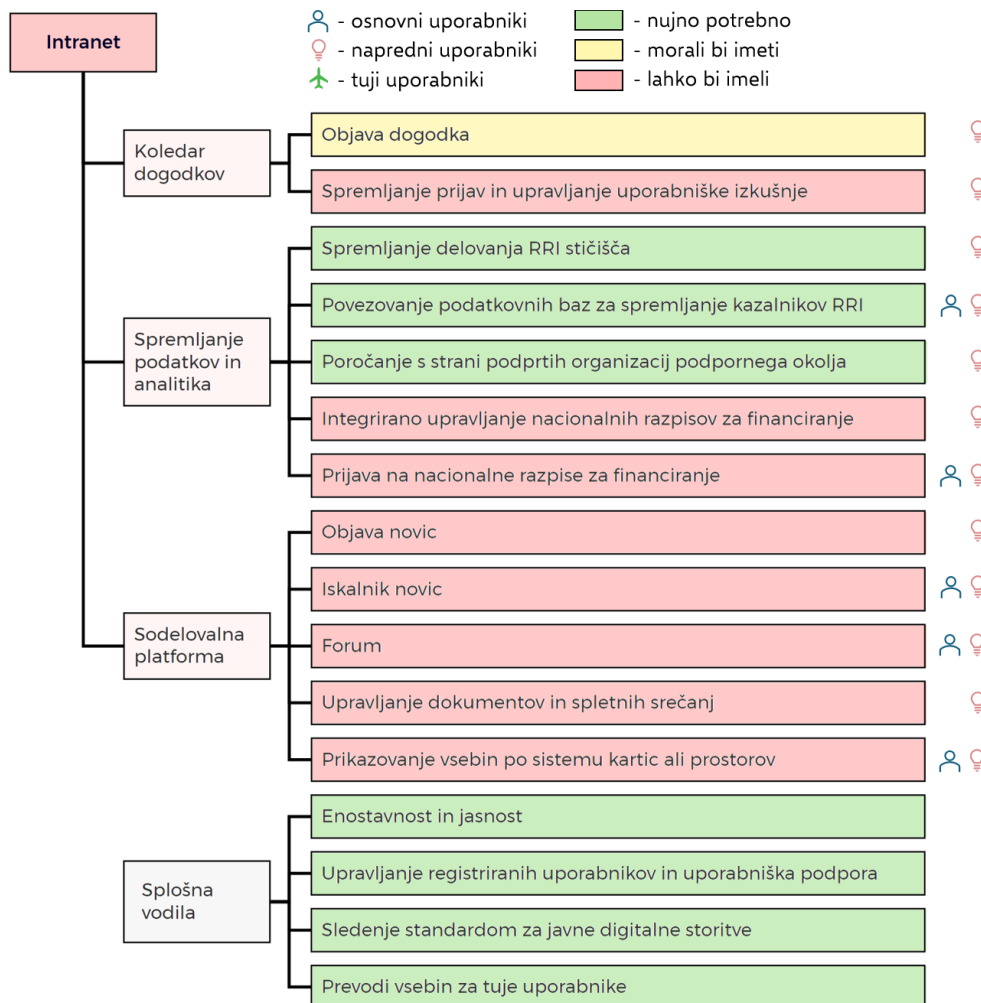 Intranet
- osnovni uporabniki
- napredni uporabniki
- tuji uporabniki
- nujno potrebno
- morali bi imeti
- lahko bi imeli
Koledar
dogodkov
Objava dogodka
Spremljanje prijav in upravljanje uporabniške izkušnje
Spremljanje
podatkov in
analitika
Spremljanje delovanja RRI stičišča
Povezovanje podatkovnih baz za spremljanje kazalnikov RRI
Poročanje s strani podprtih organizacij podpornega okolja
Integrirano upravljanje nacionalnih razpisov za financiranje
Prijava na nacionalne razpise za financiranje
Sodelovalna
platforma
Objava novic
Iskalnik novic
Forum
Upravljanje dokumentov in spletnih srečanj
Prikazovanje vsebin po sistemu kartic ali prostorov
Splošna
vodila
Enostavnost in jasnost
Upravljanje registriranih uporabnikov in uporabniška podpora
Sledenje standardom za javne digitalne storitve
Prevodi vsebin za tuje uporabnike